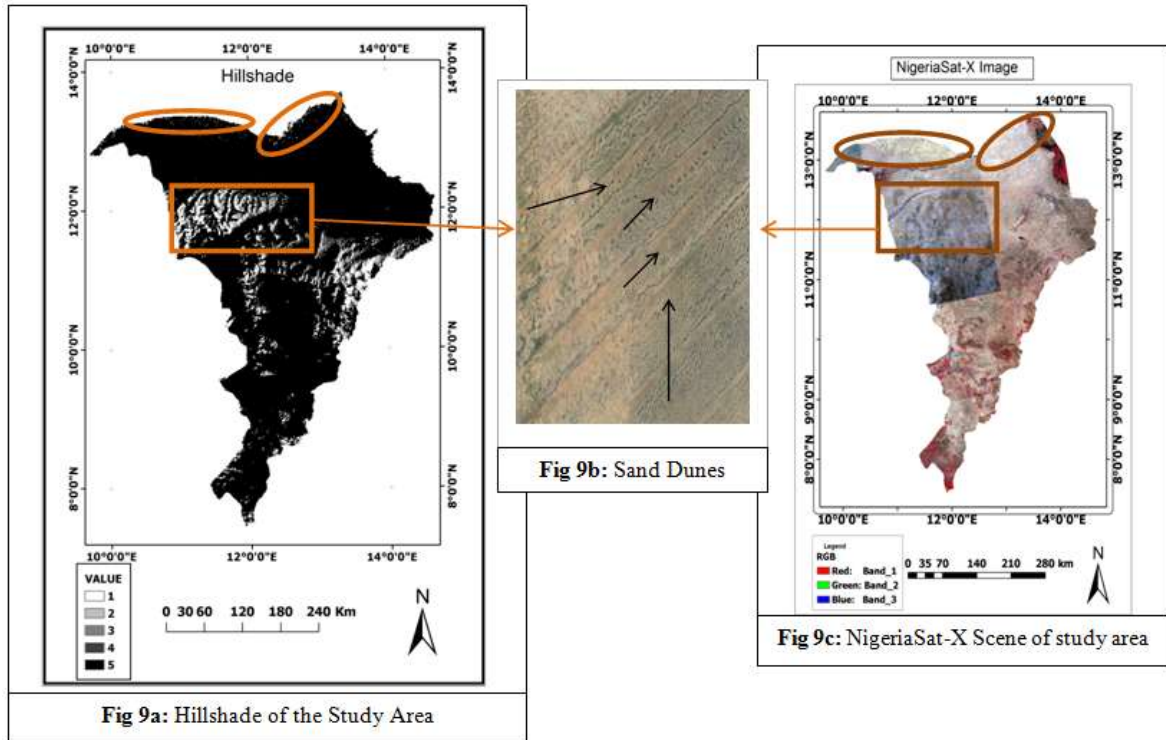 10°0'0"E 12°0'0"E 14°0'0"E
Hillshade
14°0'0"N 14°0'0"N
12°0'0"N 12°0'0"N
10°0'0"N 10°0'0"N
8°0'0"N 8°0'0"N
10°0'0"E 12°0'0"E 14°0'0"E
VALUE
1
2
3
4
5
0 30 60 120 180 240 Km
N
Fig 9a: Hillshade of the Study Area
Fig 9b: Sand Dunes
NigeriaSat-X Image
10°0'0"E 12°0'0"E 14°0'0"E
13°0'0"N 13°0'0"N
12°0'0"N 12°0'0"N
11°0'0"N 11°0'0"N
9°0'0"N 9°0'0"N
8°0'0"N 8°0'0"N
10°0'0"E 12°0'0"E 14°0'0"E
Legend
RGB
Red: Band_1
Green: Band_2
Blue: Band_3
0 35 70 140 210 280 km
N
Fig 9c: NigeriaSat-X Scene of study area